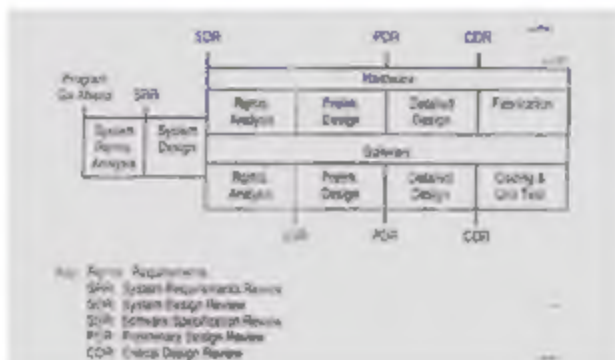 SDR PDR CDR
Hardware
Program
Go Ahead SRR
Rqmts Analysis Prelim Design Detailed Design Fabrication
System Rqmts Analysis System Design
Software
Rqmts Analysis Prelim Design Detailed Design Coding & Unit Test
SSR PDR CDR
Key: Rqmts: Requirements
SRR: System Requirements Review
SDR: System Design Review
SSR: Software Specification Review
PDR: Preliminary Design Review
CDR: Critical Design Review